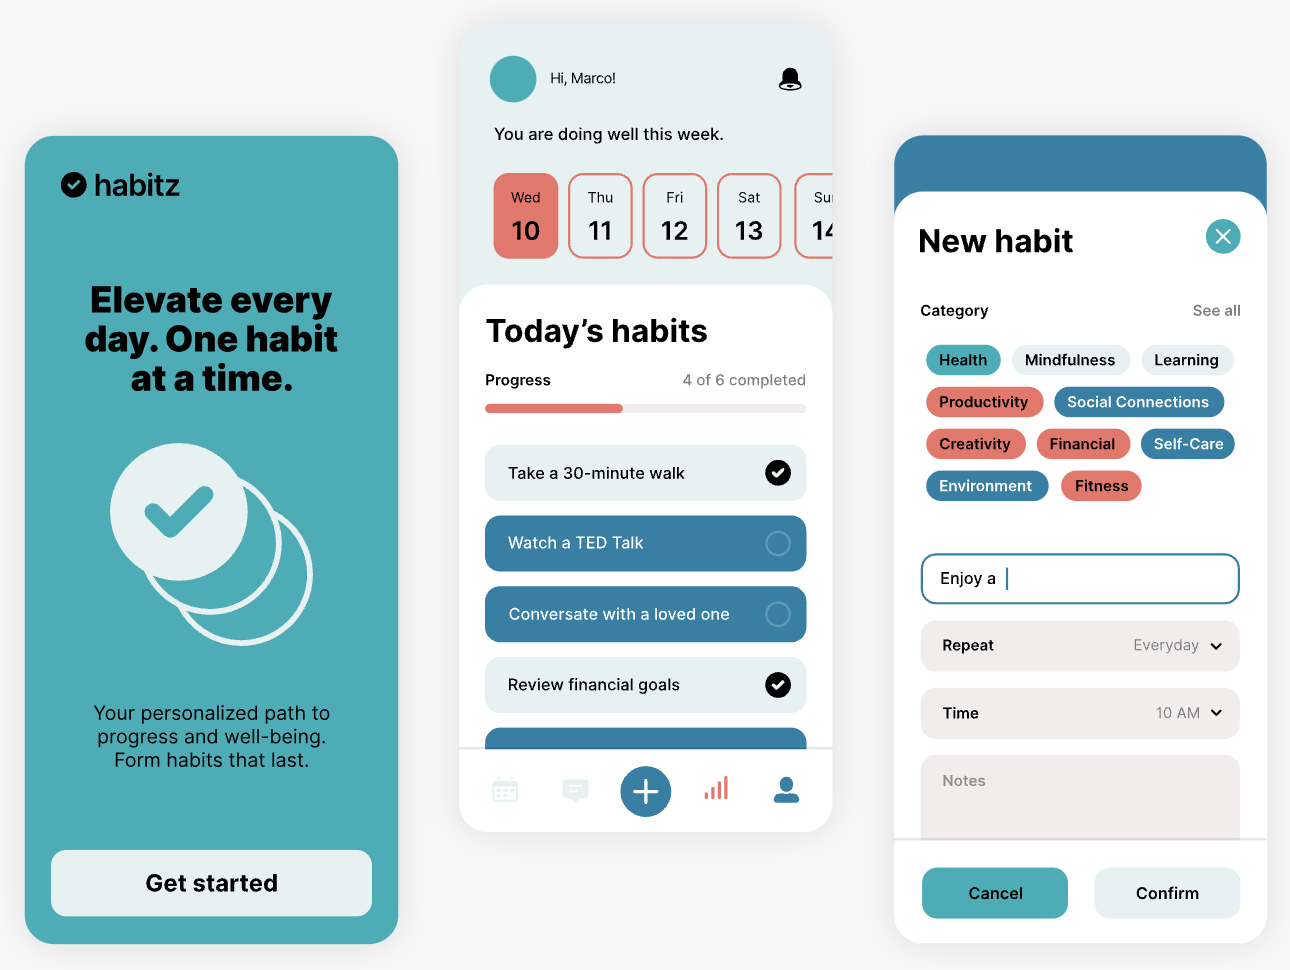 habitz
Elevate every
day. One habit
at a time.
Your personalized path to
progress and well-being.
Form habits that last.
Get started
Hi, Marco!
You are doing well this week.
Wed Thu Fri Sat Sun
10 11 12 13 14
Today’s habits
Progress 4 of 6 completed
Take a 30-minute walk
Watch a TED Talk
Conversate with a loved one
Review financial goals
New habit
Category See all
Health Mindfulness Learning
Productivity Social Connections
Creativity Financial Self-Care
Environment Fitness
Enjoy a
Repeat Everyday
Time 10 AM
Notes
Cancel Confirm